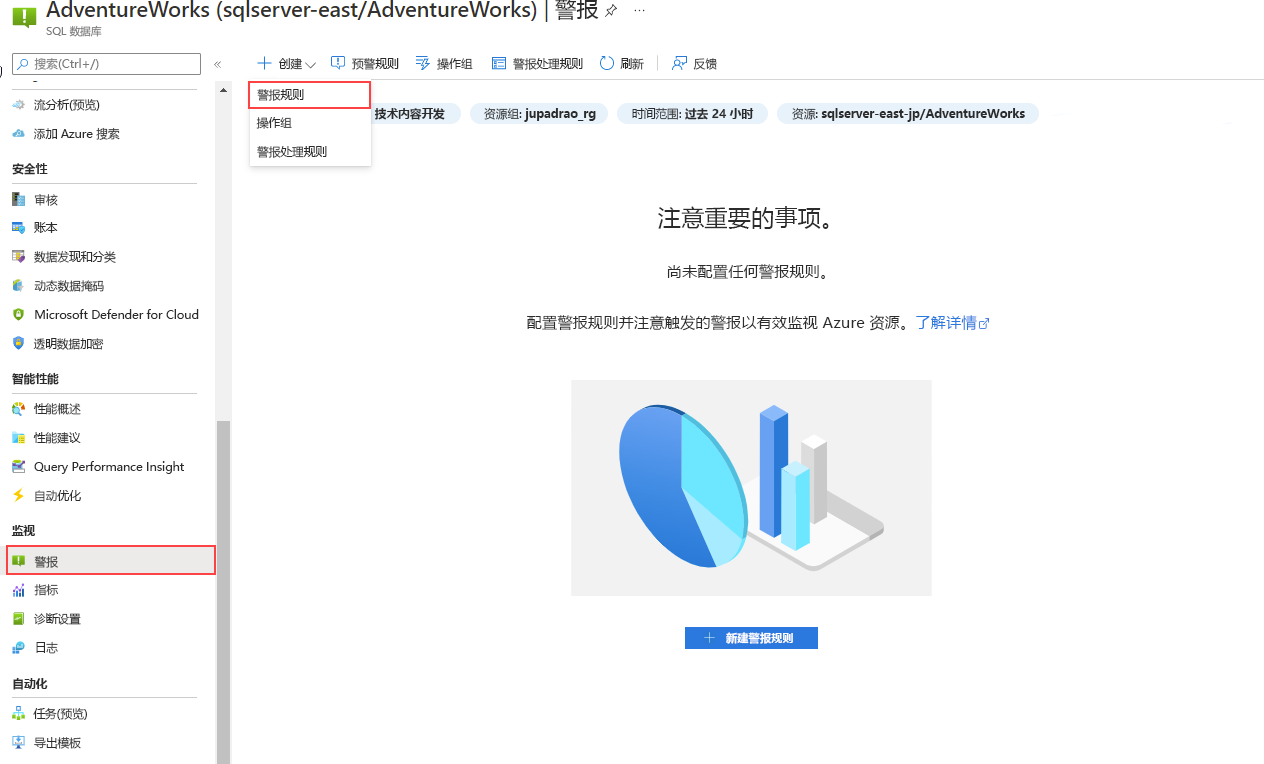 AdventureWorks (sqlserver-east/AdventureWorks) | 警报 ...
SQL 数据库
搜索(Ctrl+/)
«
创建
预警规则
操作组
警报处理规则
刷新
反馈
警报规则
操作组
警报处理规则
技术内容开发
资源组: jupadrao_rg
时间范围: 过去 24 小时
资源: sqlserver-east-jp/AdventureWorks
流分析(预览)
添加 Azure 搜索
安全性
审核
账本
数据发现和分类
动态数据掩码
Microsoft Defender for Cloud
透明数据加密
智能性能
性能概述
性能建议
Query Performance Insight
自动优化
监视
警报
指标
诊断设置
日志
自动化
任务(预览)
导出模板
注意重要的事项。
尚未配置任何警报规则。
配置警报规则并注意触发的警报以有效监视 Azure 资源。了解详情
新建警报规则